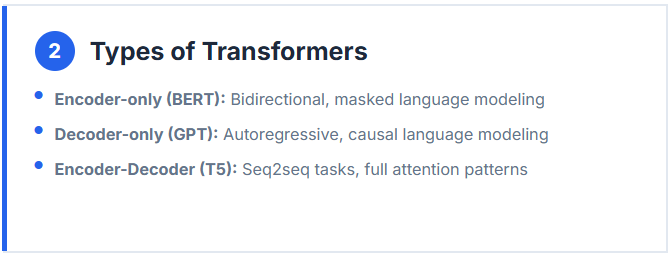 2
Types of Transformers
Encoder-only (BERT): Bidirectional, masked language modeling
Decoder-only (GPT): Autoregressive, causal language modeling
Encoder-Decoder (T5): Seq2seq tasks, full attention patterns